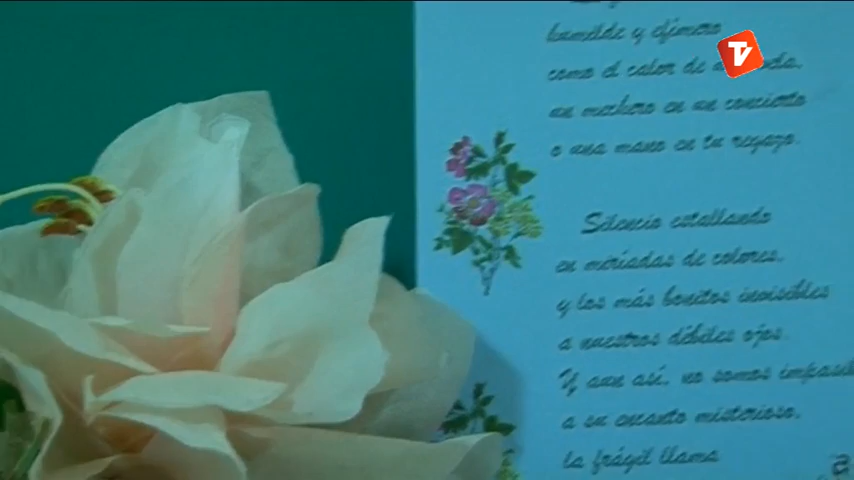 humilde y efímero
como el calor de
un mechero en un concierto
o una mano en tu regazo.
Silencio estallando
en miríadas de colores,
y los más bonitos invisibles
a nuestros débiles ojos.
Y aun así, no somos
a su encanto misterioso,
la frágil llama
TV